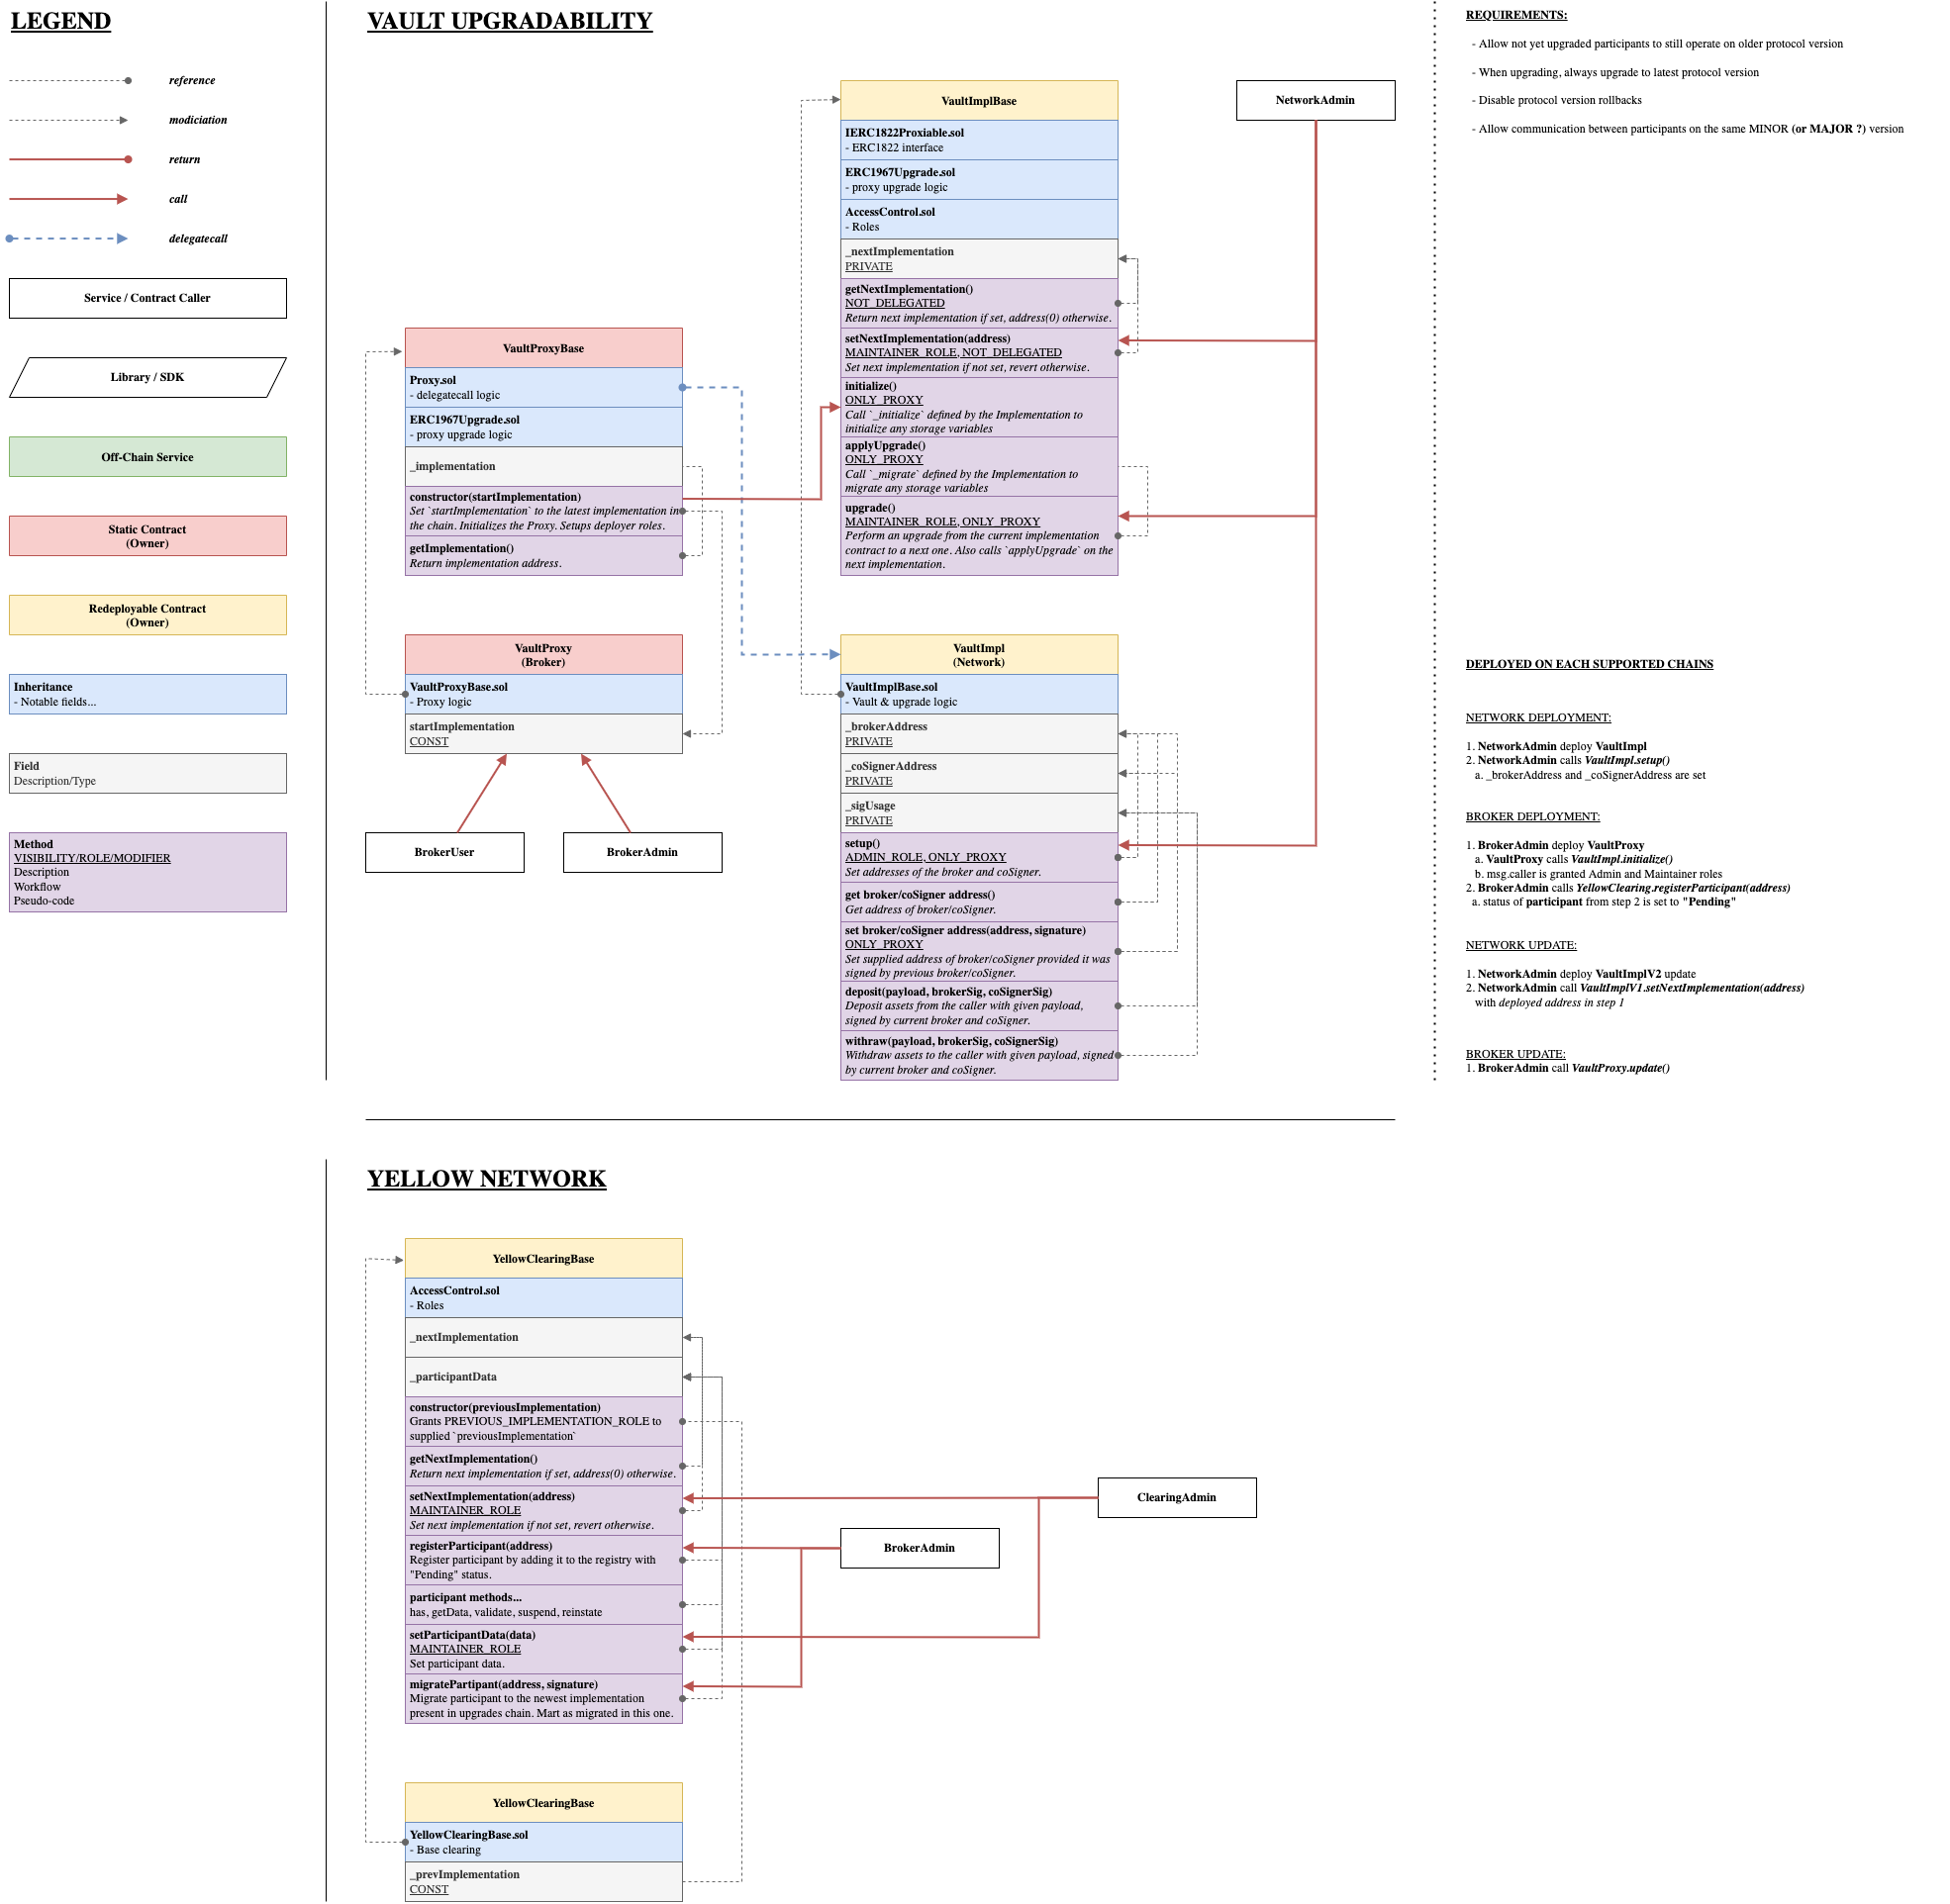 LEGEND
reference
modiciation
return
call
delegatecall
Service / Contract Caller
Library / SDK
Off-Chain Service
Static Contract
(Owner)
Redeployable Contract
(Owner)
Inheritance
- Notable fields...
Field
Description/Type
Method
VISIBILITY/ROLE/MODIFIER
Description
Workflow
Pseudo-code
VAULT UPGRADABILITY
VaultProxyBase
Proxy.sol
- delegatecall logic
ERC1967Upgrade.sol
- proxy upgrade logic
_implementation
constructor(startImplementation)
Set `startImplementation` to the latest implementation in
the chain. Initializes the Proxy. Setups deployer roles.
getImplementation()
Return implementation address.
VaultProxy
(Broker)
VaultProxyBase.sol
- Proxy logic
startImplementation
CONST
BrokerUser
BrokerAdmin
VaultImplBase
IERC1822Proxiable.sol
- ERC1822 interface
ERC1967Upgrade.sol
- proxy upgrade logic
AccessControl.sol
- Roles
_nextImplementation
PRIVATE
getNextImplementation()
NOT_DELEGATED
Return next implementation if set, address(0) otherwise.
setNextImplementation(address)
MAINTAINER_ROLE, NOT_DELEGATED
Set next implementation if not set, revert otherwise.
initialize()
ONLY_PROXY
Call `_initialize` defined by the Implementation to
initialize any storage variables
applyUpgrade()
ONLY_PROXY
Call `_migrate` defined by the Implementation to
migrate any storage variables
upgrade()
MAINTAINER_ROLE, ONLY_PROXY
Perform an upgrade from the current implementation
contract to a next one. Also calls `applyUpgrade` on the
next implementation.
VaultImpl
(Network)
VaultImplBase.sol
- Vault & upgrade logic
_brokerAddress
PRIVATE
_coSignerAddress
PRIVATE
_sigUsage
PRIVATE
setup()
ADMIN_ROLE, ONLY_PROXY
Set addresses of the broker and coSigner.
get broker/coSigner address()
Get address of broker/coSigner.
set broker/coSigner address(address, signature)
ONLY_PROXY
Set supplied address of broker/coSigner provided it was
signed by previous broker/coSigner.
deposit(payload, brokerSig, coSignerSig)
Deposit assets from the caller with given payload,
signed by current broker and coSigner.
withraw(payload, brokerSig, coSignerSig)
Withdraw assets to the caller with given payload, signed
by current broker and coSigner.
NetworkAdmin
REQUIREMENTS:
- Allow not yet upgraded participants to still operate on older protocol version
- When upgrading, always upgrade to latest protocol version
- Disable protocol version rollbacks
- Allow communication between participants on the same MINOR (or MAJOR ?) version
DEPLOYED ON EACH SUPPORTED CHAINS
NETWORK DEPLOYMENT:
1. NetworkAdmin deploy VaultImpl
2. NetworkAdmin calls VaultImpl.setup()
a. _brokerAddress and _coSignerAddress are set
BROKER DEPLOYMENT:
1. BrokerAdmin deploy VaultProxy
a. VaultProxy calls VaultImpl.initialize()
b. msg.caller is granted Admin and Maintainer roles
2. BrokerAdmin calls YellowClearing.registerParticipant(address)
a. status of participant from step 2 is set to "Pending"
NETWORK UPDATE:
1. NetworkAdmin deploy VaultImplV2 update
2. NetworkAdmin call VaultImplV1.setNextImplementation(address)
with deployed address in step 1
BROKER UPDATE:
1. BrokerAdmin call VaultProxy.update()
YELLOW NETWORK
YellowClearingBase
AccessControl.sol
- Roles
_nextImplementation
_participantData
constructor(previousImplementation)
Grants PREVIOUS_IMPLEMENTATION_ROLE to
supplied `previousImplementation`
getNextImplementation()
Return next implementation if set, address(0) otherwise.
setNextImplementation(address)
MAINTAINER_ROLE
Set next implementation if not set, revert otherwise.
registerParticipant(address)
Register participant by adding it to the registry with
"Pending" status.
participant methods...
has, getData, validate, suspend, reinstate
setParticipantData(data)
MAINTAINER_ROLE
Set participant data.
migratePartipant(address, signature)
Migrate participant to the newest implementation
present in upgrades chain. Mart as migrated in this one.
ClearingAdmin
BrokerAdmin
YellowClearingBase
YellowClearingBase.sol
- Base clearing
_prevImplementation
CONST